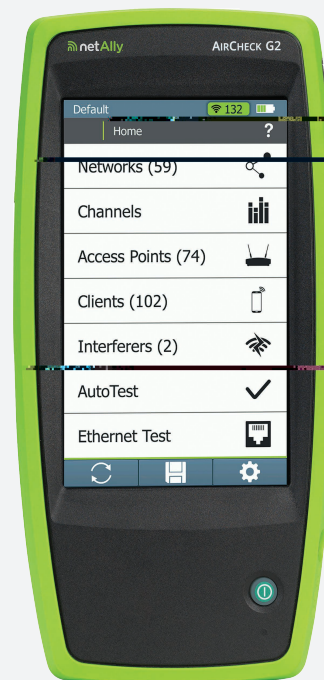 netAlly AIRCHECK G2
Default 132
Home ?
Networks (59)
Channels
Access Points (74)
Clients (102)
Interferers (2)
AutoTest
Ethernet Test